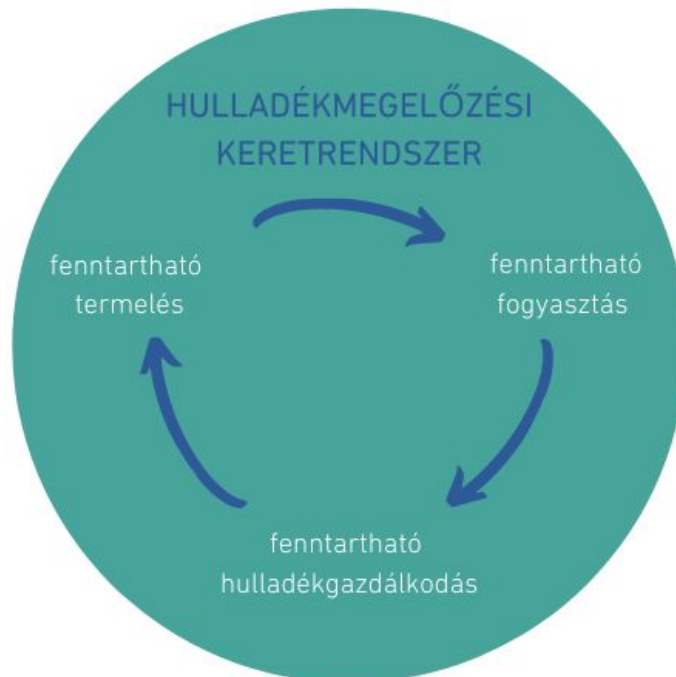 HULLADÉKMEGELŐZÉSI
KERETRENDSZER
fenntartható
termelés
fenntartható
fogyasztás
fenntartható
hulladékgazdálkodás